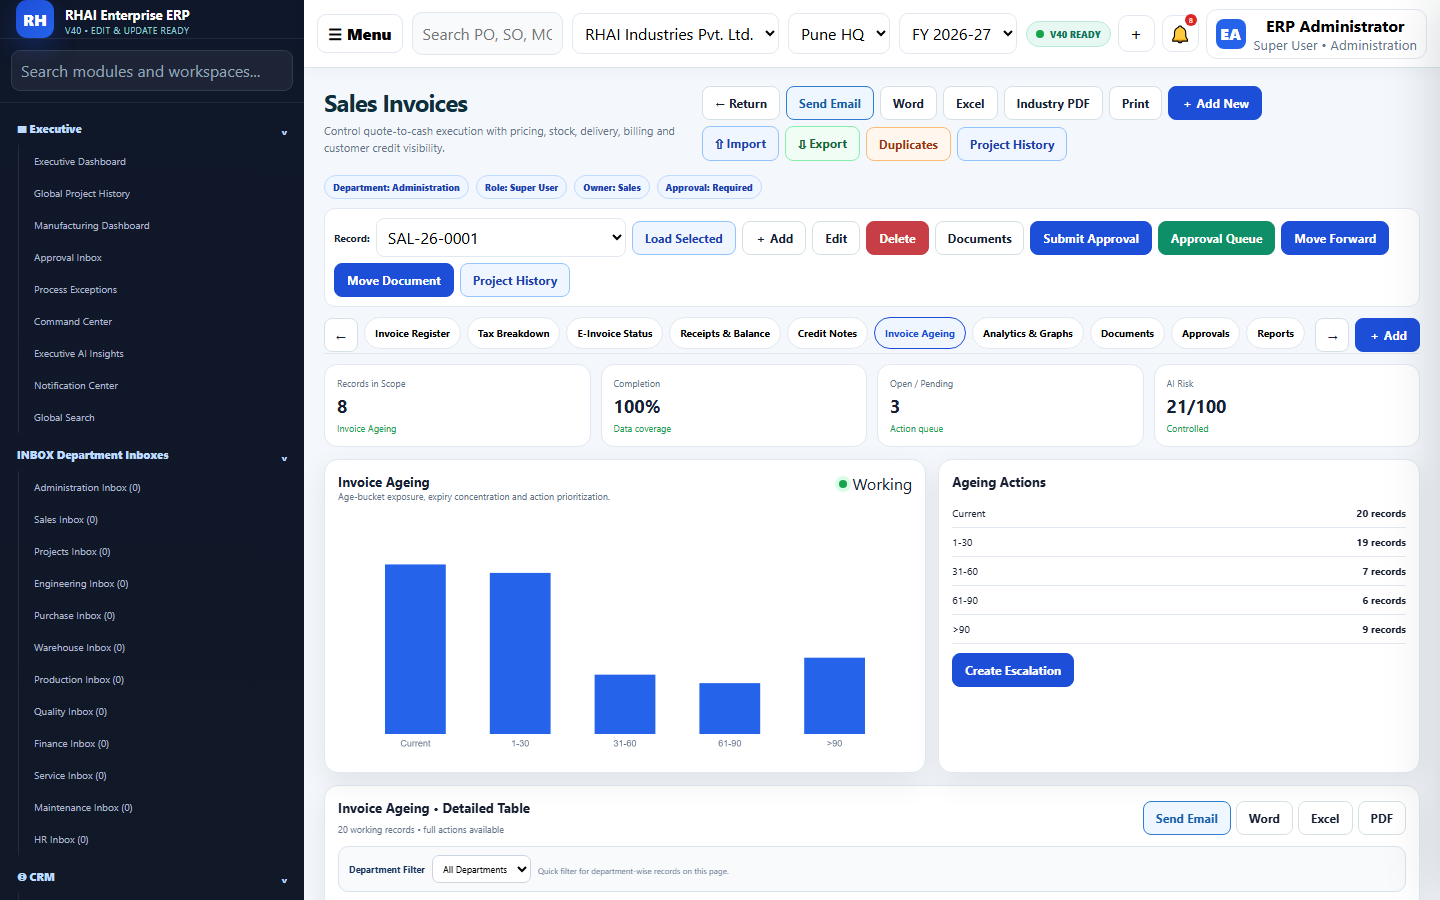 RH
RHAI Enterprise ERP
V40 • EDIT & UPDATE READY
Search modules and workspaces...
Executive
Executive Dashboard
Global Project History
Manufacturing Dashboard
Approval Inbox
Process Exceptions
Command Center
Executive AI Insights
Notification Center
Global Search
INBOX Department Inboxes
Administration Inbox (0)
Sales Inbox (0)
Projects Inbox (0)
Engineering Inbox (0)
Purchase Inbox (0)
Warehouse Inbox (0)
Production Inbox (0)
Quality Inbox (0)
Finance Inbox (0)
Service Inbox (0)
Maintenance Inbox (0)
HR Inbox (0)
CRM
☰ Menu
Search PO, SO, MC
RHAI Industries Pvt. Ltd.
Pune HQ
FY 2026-27
V40 READY
+
8
EA
ERP Administrator
Super User • Administration
Sales Invoices
Control quote-to-cash execution with pricing, stock, delivery, billing and
customer credit visibility.
← Return
Send Email
Word
Excel
Industry PDF
Print
+ Add New
⇧ Import
⇩ Export
Duplicates
Project History
Department: Administration
Role: Super User
Owner: Sales
Approval: Required
Record:
SAL-26-0001
Load Selected
+ Add
Edit
Delete
Documents
Submit Approval
Approval Queue
Move Forward
Move Document
Project History
←
Invoice Register
Tax Breakdown
E-Invoice Status
Receipts & Balance
Credit Notes
Invoice Ageing
Analytics & Graphs
Documents
Approvals
Reports
→
+ Add
Records in Scope
8
Invoice Ageing
Completion
100%
Data coverage
Open / Pending
3
Action queue
AI Risk
21/100
Controlled
Invoice Ageing
Age-bucket exposure, expiry concentration and action prioritization.
Working
Current
1-30
31-60
61-90
>90
Ageing Actions
Current 20 records
1-30 19 records
31-60 7 records
61-90 6 records
>90 9 records
Create Escalation
Invoice Ageing • Detailed Table
20 working records • full actions available
Send Email
Word
Excel
PDF
Department Filter
All Departments
Quick filter for department-wise records on this page.